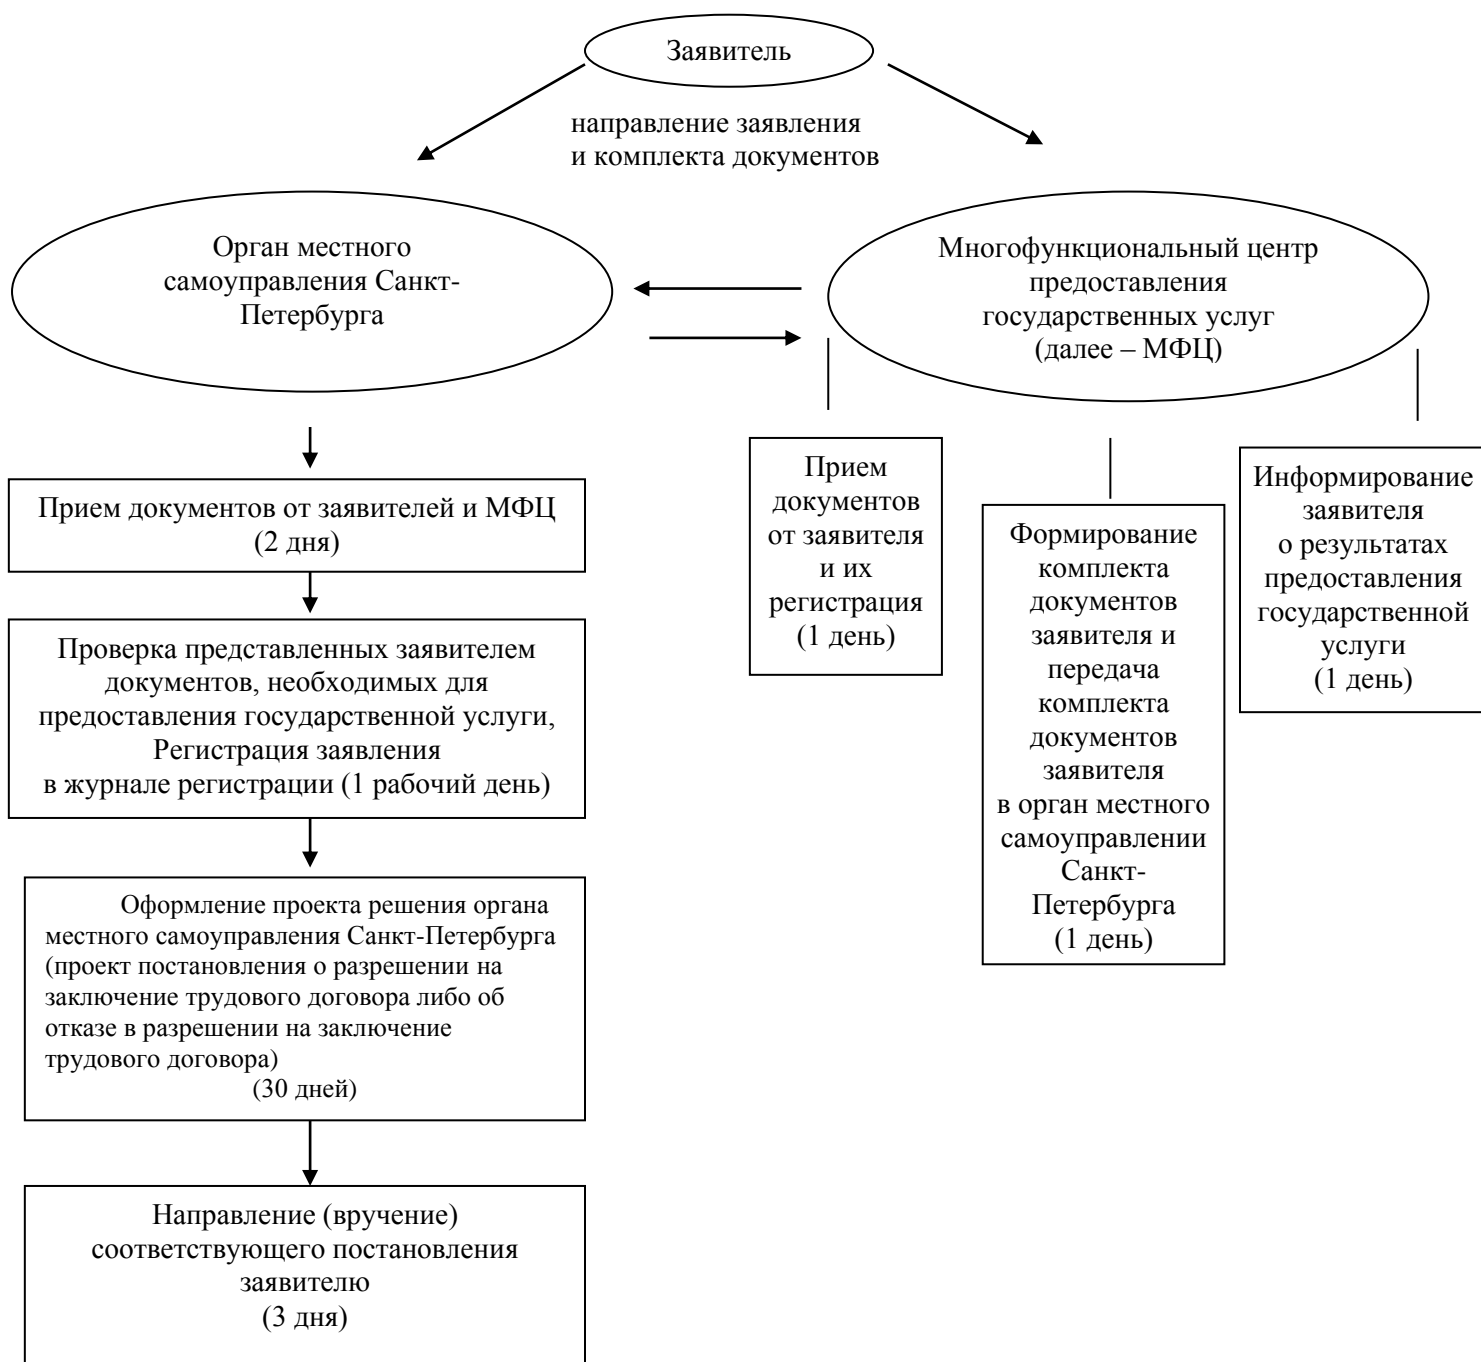 Заявитель
направление заявления
и комплекта документов
Орган местного
самоуправления Санкт-
Петербурга
Многофункциональный центр
предоставления
государственных услуг
(далее – МФЦ)
Прием документов от заявителей и МФЦ
(2 дня)
Проверка представленных заявителем
документов, необходимых для
предоставления государственной услуги,
Регистрация заявления
в журнале регистрации (1 рабочий день)
Оформление проекта решения органа
местного самоуправления Санкт-Петербурга
(проект постановления о разрешении на
заключение трудового договора либо об
отказе в разрешении на заключение
трудового договора)
(30 дней)
Направление (вручение)
соответствующего постановления
заявителю
(3 дня)
Прием
документов
от заявителя
и их
регистрация
(1 день)
Формирование
комплекта
документов
заявителя и
передача
комплекта
документов
заявителя
в орган местного
самоуправлении
Санкт-
Петербурга
(1 день)
Информирование
заявителя
о результатах
предоставления
государственной
услуги
(1 день)